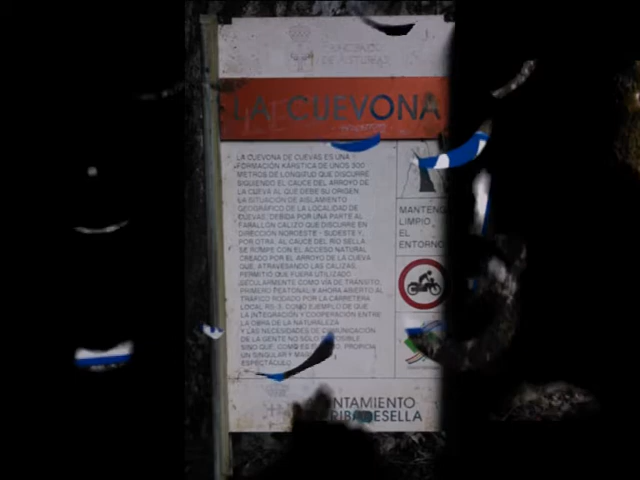 PRINCIPADO
DE ASTURIAS
LA CUEVONA
LA CUEVONA DE CUEVAS ES UNA
FORMACIÓN KÁRSTICA DE UNOS 300
METROS DE LONGITUD QUE DISCURRE
SIGUIENDO EL CAUCE DEL ARROYO DE
LA CUEVA AL QUE DEBE SU ORIGEN
LA SITUACIÓN DE AISLAMIENTO
GEOGRÁFICO DE LA LOCALIDAD DE
CUEVAS, DEBIDA POR UNA PARTE AL
FARALLÓN CALIZO QUE DISCURRE EN
DIRECCIÓN NOROESTE - SUDESTE Y,
POR OTRA, AL CAUCE DEL RÍO SELLA,
SE ROMPE CON EL ACCESO NATURAL
CREADO POR EL ARROYO DE LA CUEVA
QUE, ATRAVESANDO LAS CALIZAS,
PERMITIÓ QUE FUERA UTILIZADO
SECULARMENTE COMO VÍA DE TRÁNSITO,
PRIMERO PEATONAL Y AHORA ABIERTO AL
TRÁFICO RODADO POR LA CARRETERA
LOCAL RS-3, COMO EJEMPLO DE QUE
LA INTEGRACIÓN Y COOPERACIÓN ENTRE
LA OBRA DE LA NATURALEZA
Y LAS NECESIDADES DE COMUNICACIÓN
DE LA GENTE NO SÓLO POSIBLE
SINO QUE, COMO PROPICIA
UN SINGULAR Y
ESPECTÁCULO
MANTENG
LIMPIO
EL
ENTORNO
NTAMIENTO
RIBADESELLA